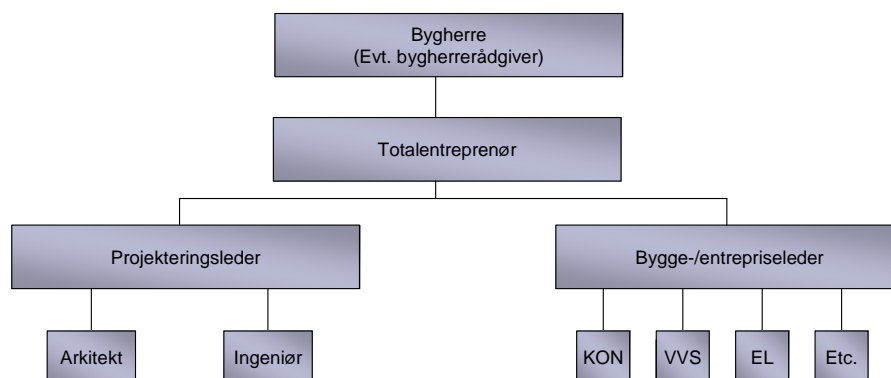 Bygherre
(Evt. bygherrerådgiver)
Totalentreprenør
Projekteringsleder
Bygge-/entrepriseleder
Arkitekt
Ingeniør
KON
VVS
EL
Etc.